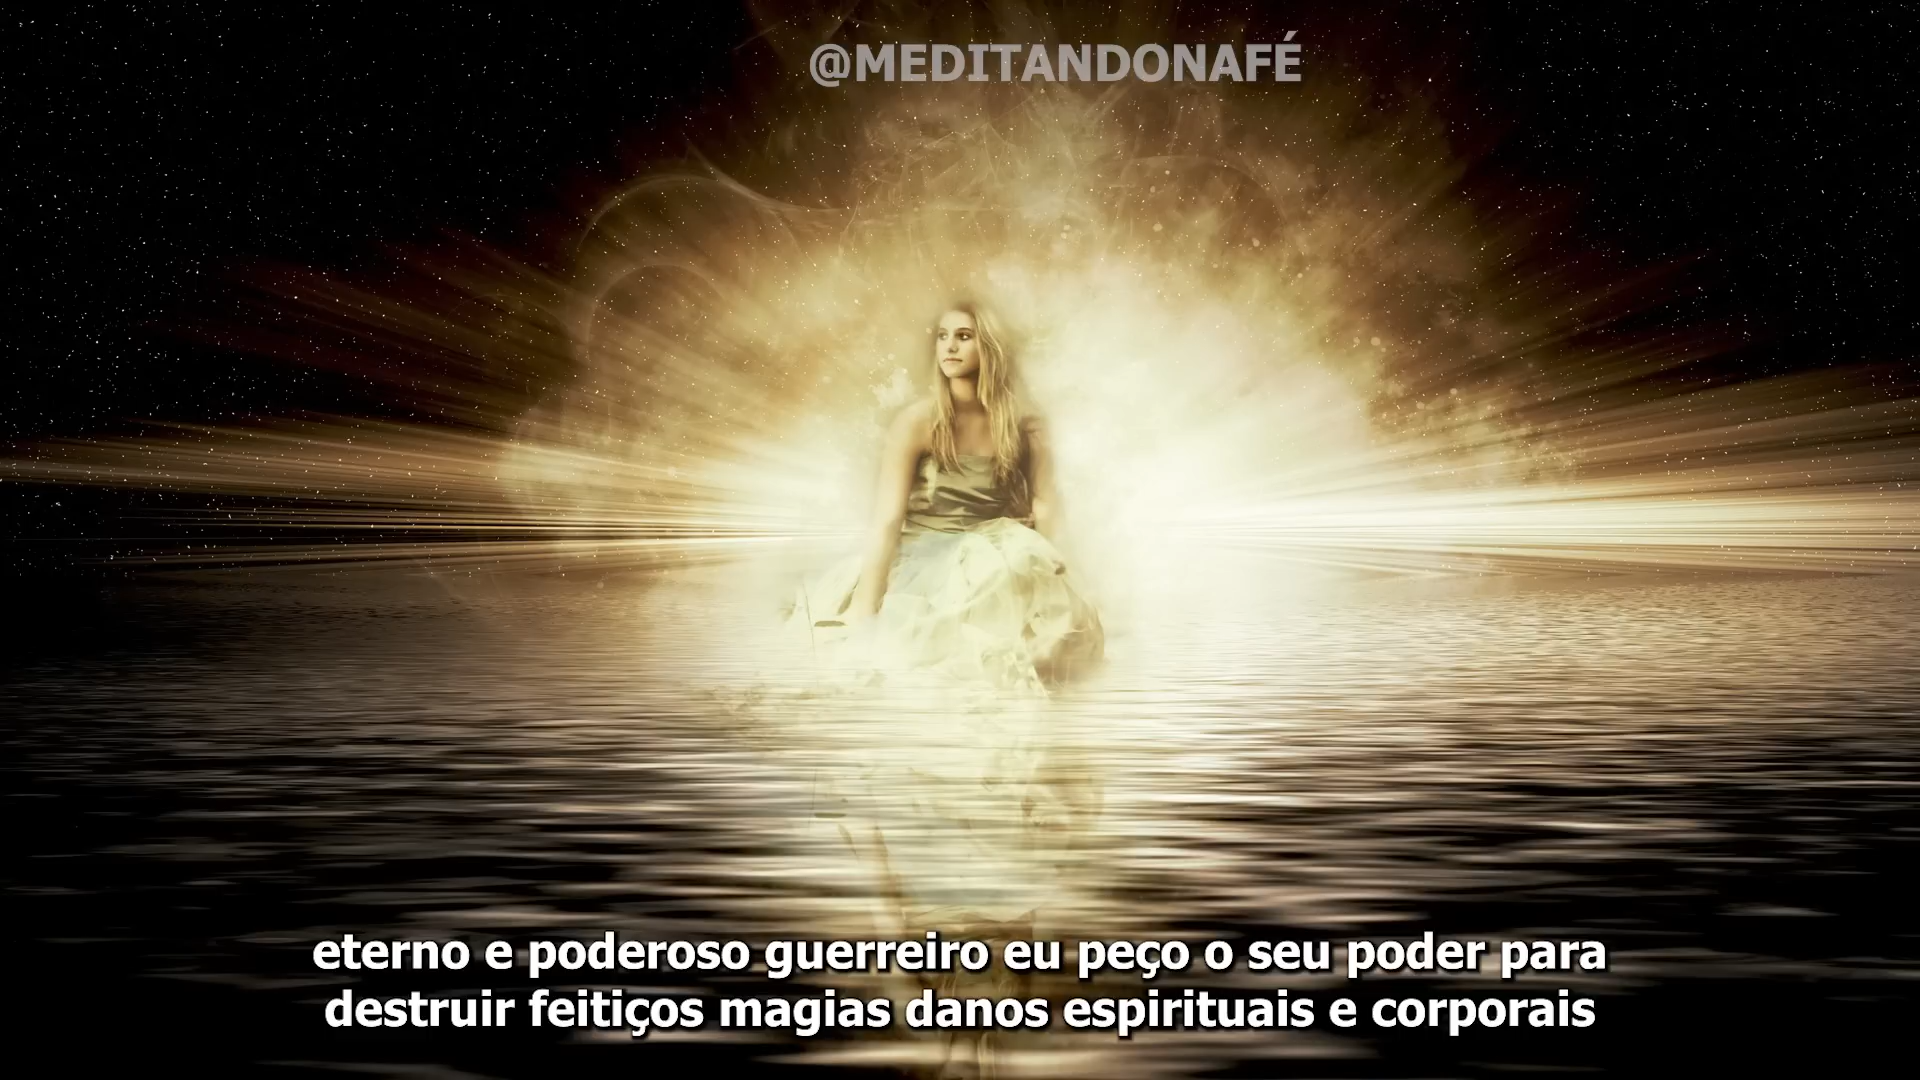 @MEDITANDONAFÉ
eterno e poderoso guerreiro eu peço o seu poder para
destruir feitiços magias danos espirituais e corporais